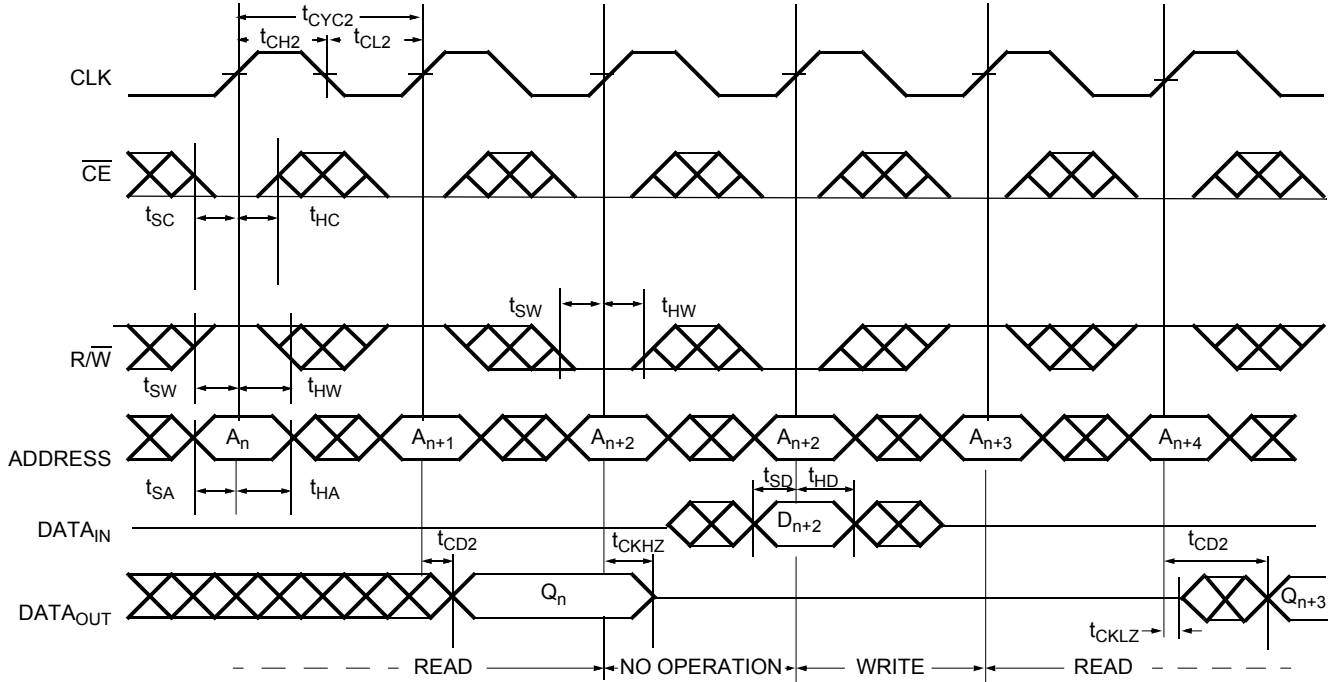 tCYC2
tCH2 tCL2
CLK
CE
tSC tHC
tSW tHW
R/W
tSW tHW
An An+1 An+2 An+2 An+3 An+4
ADDRESS
tSA tHA tSD tHD
DATAIN Dn+2
tCD2 tCKHZ tCD2
DATAOUT Qn Qn+3
tCKLZ
READ NO OPERATION WRITE READ